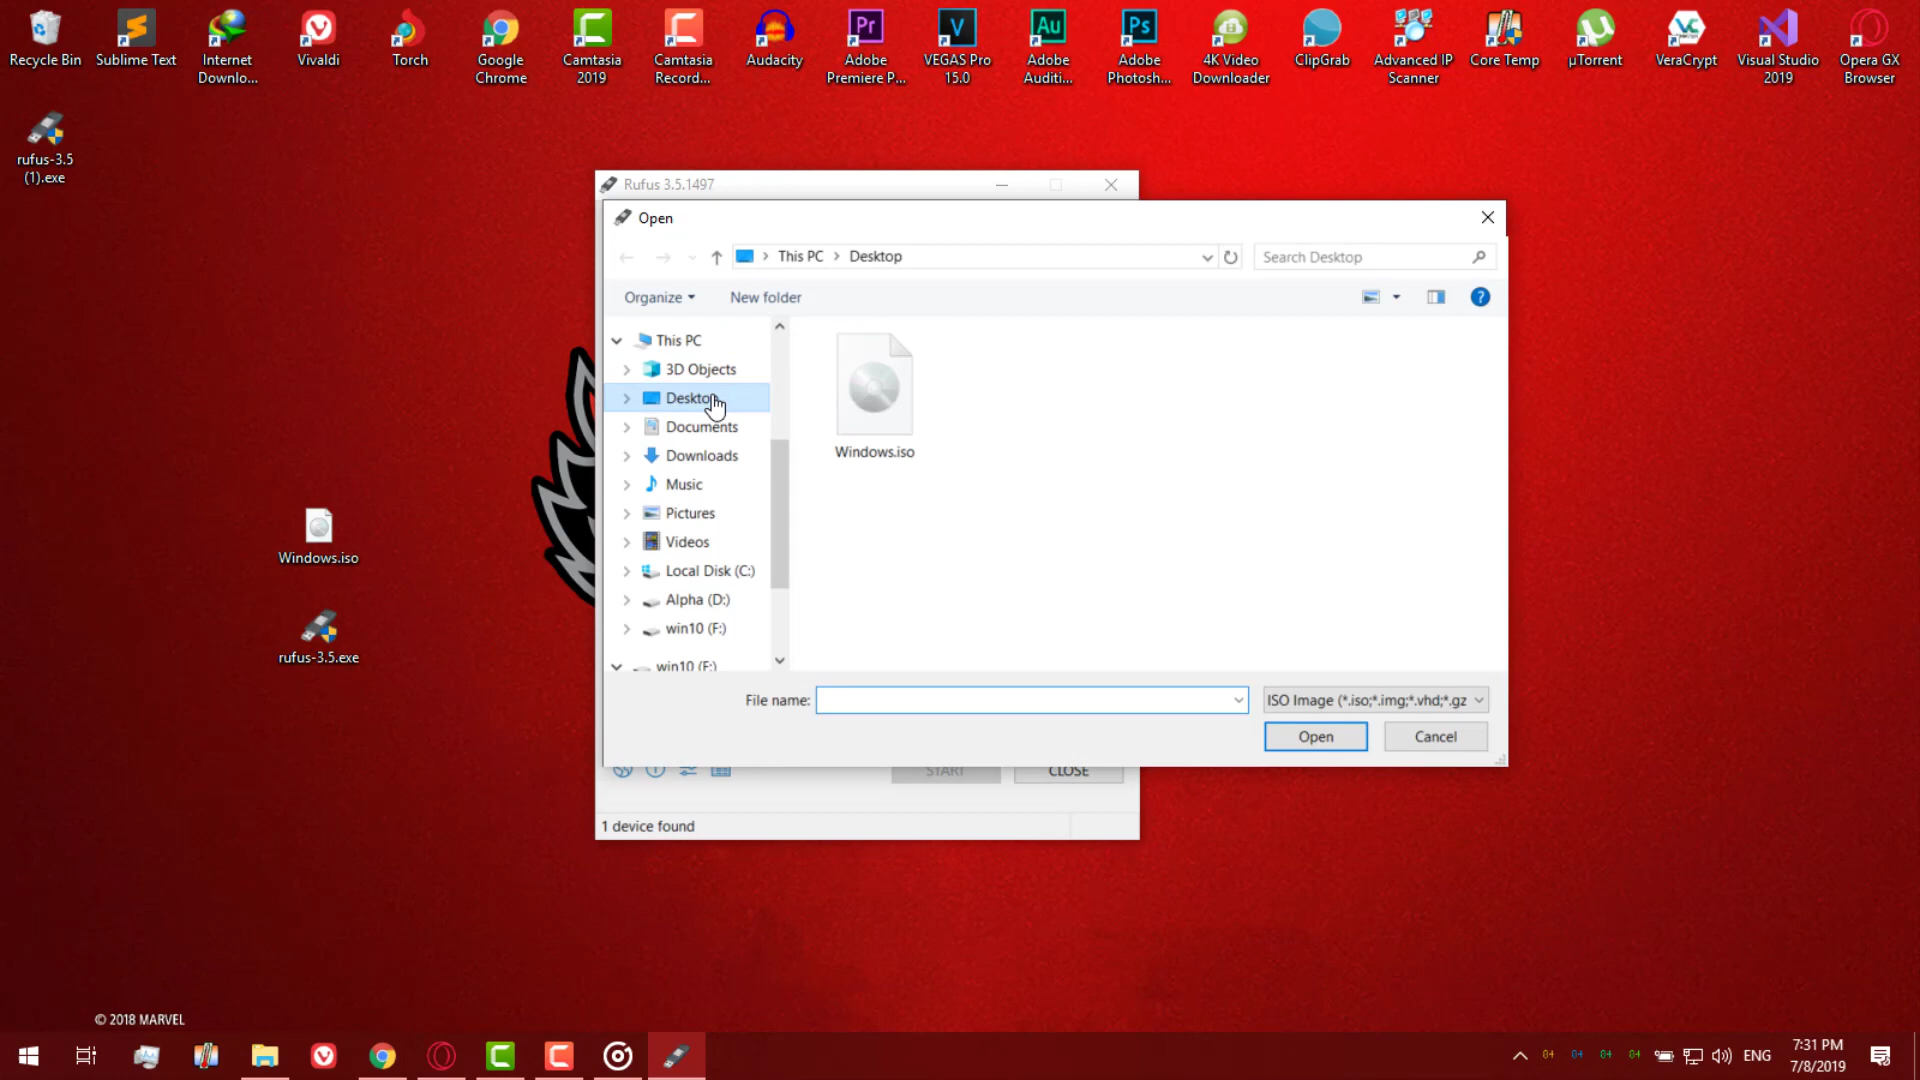 Recycle Bin
Sublime Text
Internet
Downlo...
Vivaldi
Torch
Google
Chrome
Camtasia
2019
Camtasia
Record...
Audacity
Adobe
Premiere P...
VEGAS Pro
15.0
Adobe
Auditi...
Adobe
Photosh...
4K Video
Downloader
ClipGrab
Advanced IP
Scanner
Core Temp
µTorrent
VeraCrypt
Visual Studio
2019
Opera GX
Browser
rufus-3.5
(1).exe
Windows.iso
rufus-3.5.exe
Rufus 3.5.1497
Open
This PC
Desktop
Search Desktop
Organize
New folder
This PC
3D Objects
Desktop
Documents
Downloads
Music
Pictures
Videos
Local Disk (C:)
Alpha (D:)
win10 (F:)
win10 (F:)
Windows.iso
File name:
ISO Image (*.iso;*.img;*.vhd;*.gz
Open
Cancel
START
CLOSE
1 device found
© 2018 MARVEL
04
04
04
04
ENG
7:31 PM
7/8/2019